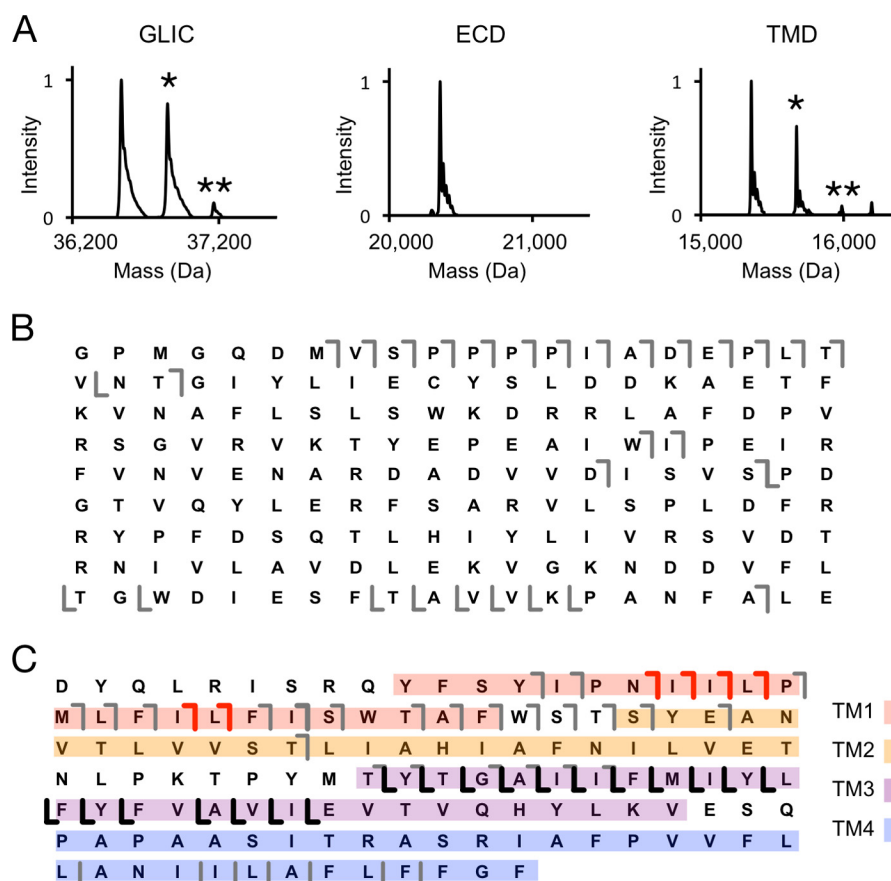 A
GLIC
ECD
TMD
Intensity
1
0
*
**
36,200
37,200
Mass (Da)
Intensity
1
0
20,000
21,000
Mass (Da)
Intensity
1
0
*
**
15,000
16,000
Mass (Da)
B
G P M G Q D M V S P P P P I A D E P L T
V N T G I Y L I E C Y S L D D K A E T F
K V N A F L S L S W K D R R L A F D P V
R S G V R V K T Y E P E A I W I P E I R
F V N V E N A R D A D V V D I S V S P D
G T V Q Y L E R F S A R V L S P L D F R
R Y P F D S Q T L H I Y L I V R S V D T
R N I V L A V D L E K V G K N D D V F L
T G W D I E S F T A V V K P A N F A L E
C
D Y Q L R I S R Q Y F S Y I P N I I L P
M L F I L F I S W T A F W S T S Y E A N
V T L V V S T L I A H I A F N I L V E T
N L P K T P Y M T Y T G A I I F M I Y L
F Y F V A V I E V T V Q H Y L K V E S Q
P A P A A S I T R A S R I A F P V V F L
L A N I I L A F L F F G F
TM1
TM2
TM3
TM4